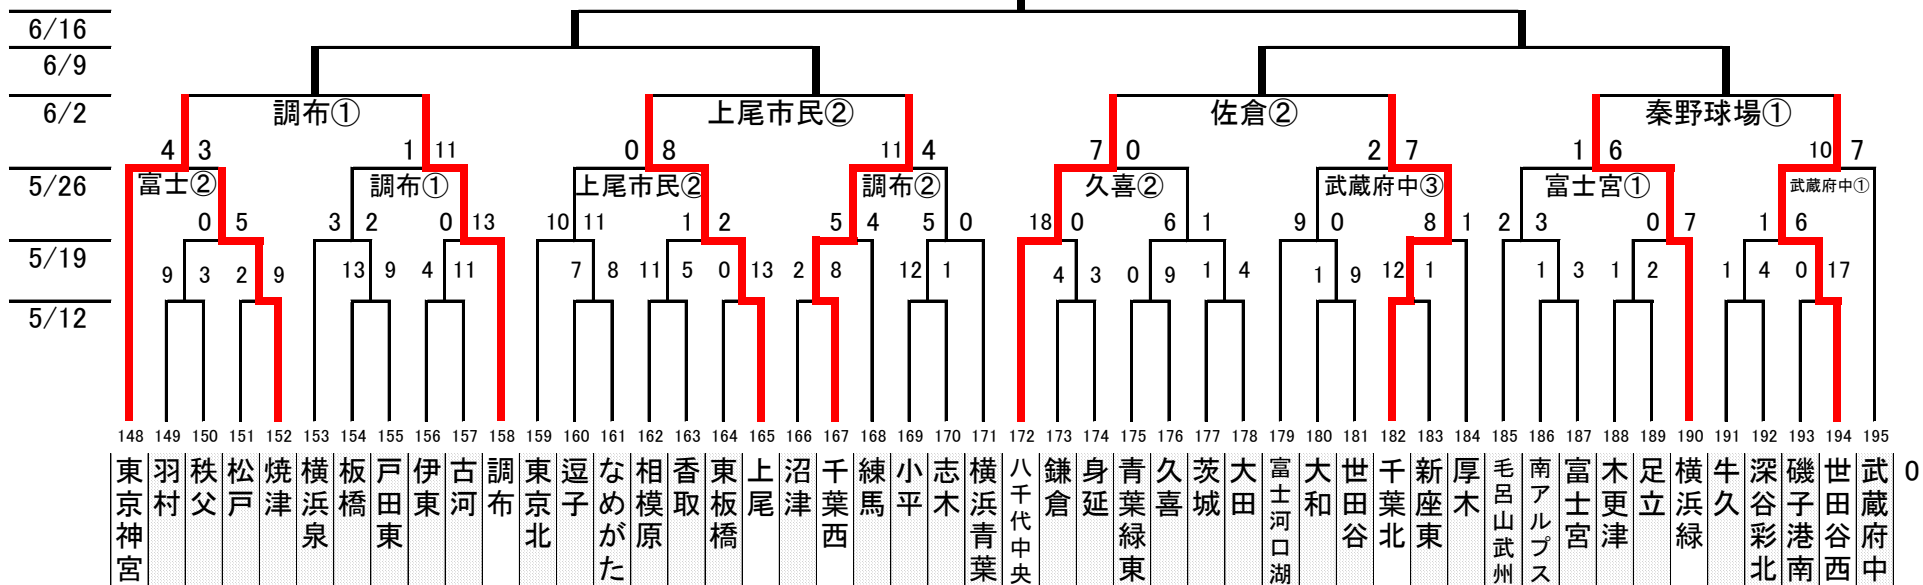 6/16
6/9
6/2
調布① 上尾市民② 佐倉② 秦野球場①
4 3 1 11 0 8 11 4 7 0 2 7 1 6 10 7
5/26
富士② 調布① 上尾市民② 調布② 久喜② 武蔵府中③ 富士宮① 武蔵府中①
0 5 3 2 0 13 10 11 1 2 5 4 5 0 18 0 6 1 9 0 8 1 2 3 0 7 1 6
5/19
9 3 2 9 13 9 4 11 7 8 11 5 0 13 2 8 12 1 4 3 0 9 1 4 1 9 12 1 1 3 1 2 1 4 0 17
5/12
148 149 150 151 152 153 154 155 156 157 158 159 160 161 162 163 164 165 166 167 168 169 170 171 172 173 174 175 176 177 178 179 180 181 182 183 184 185 186 187 188 189 190 191 192 193 194 195
東京神宮
羽村
秩父
松戸
焼津
横浜泉
板橋
戸田東
伊東
古河
調布
東京北
逗子
なめがた
相模原
香取
東板橋
上尾
沼津
千葉西
練馬
小平
志木
横浜青葉
八千代中央
鎌倉
身延
青葉緑東
久喜
茨城
大田
富士河口湖
大和
世田谷
千葉北
新座東
厚木
毛呂山武州
南アルプス
富士宮
木更津
足立
横浜緑
牛久
深谷彩北
磯子港南
世田谷西
武蔵府中
0